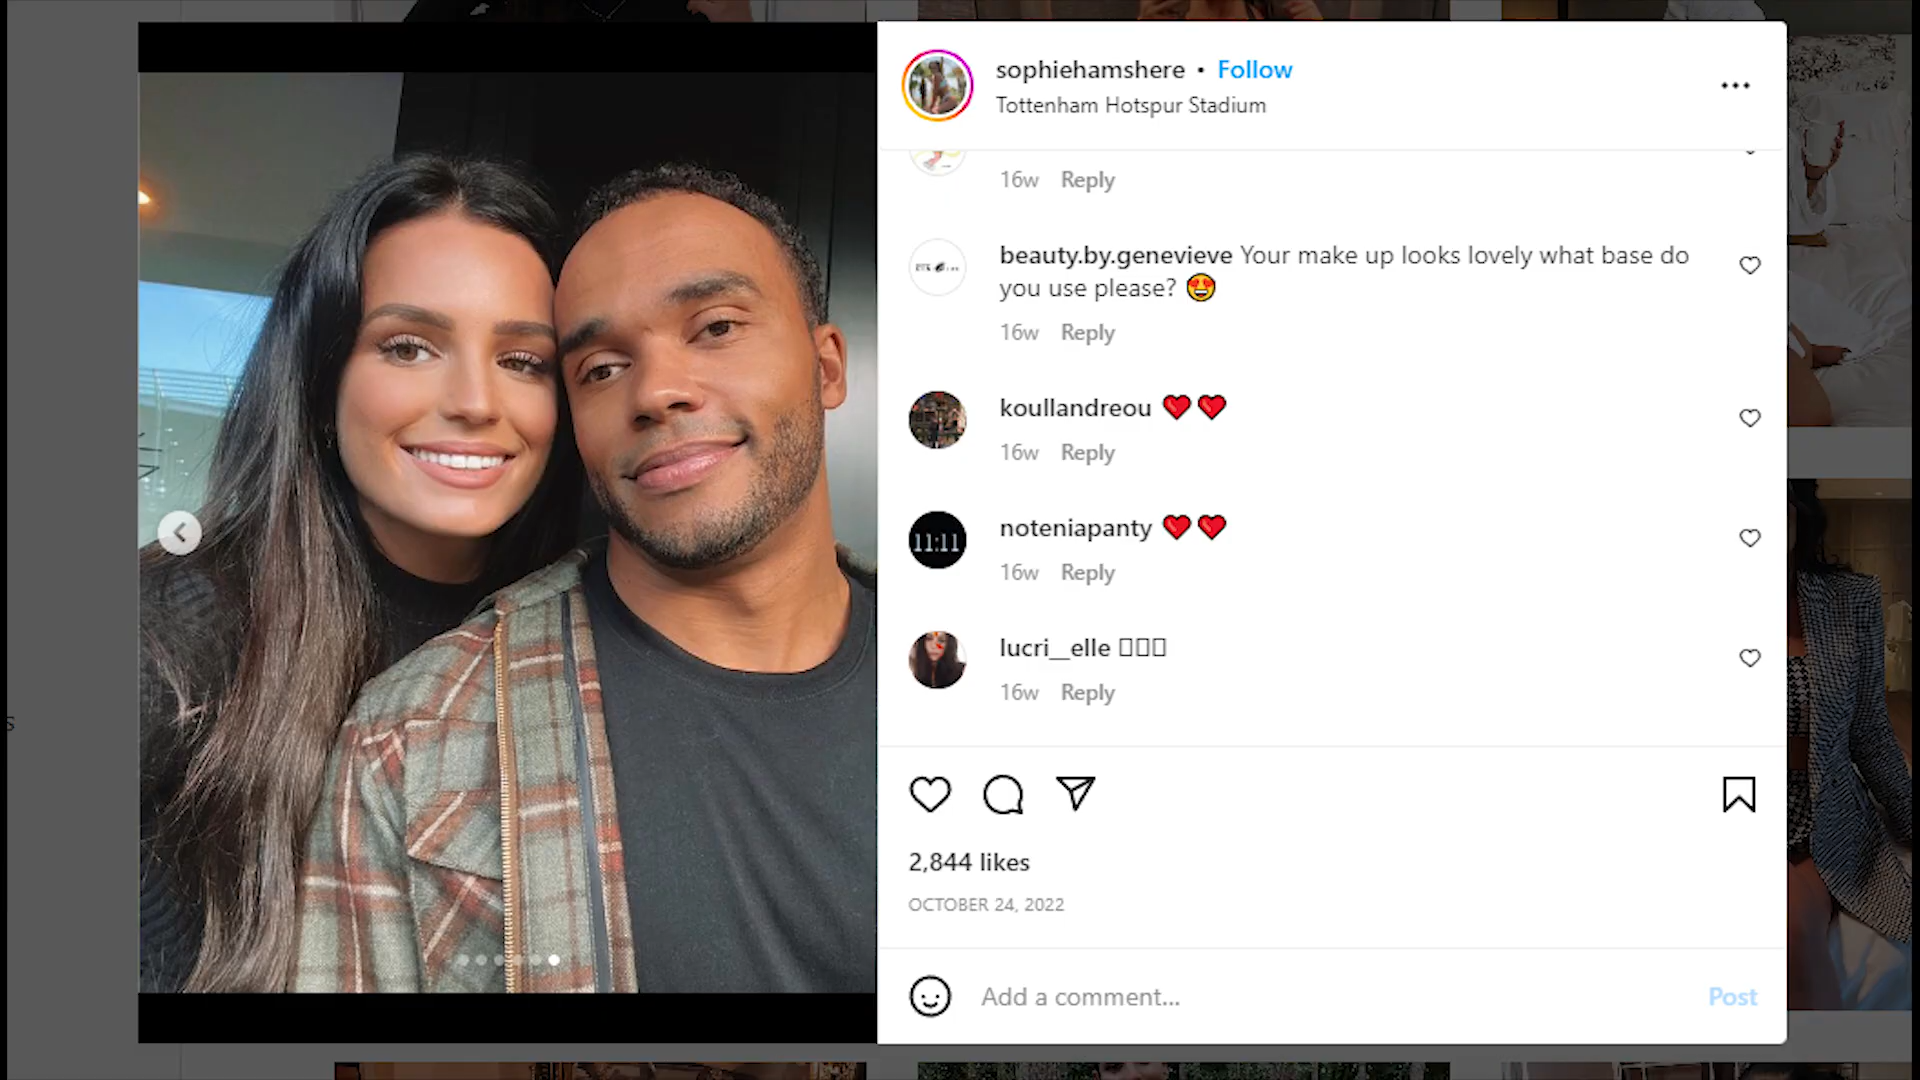 sophiehamshere • Follow
Tottenham Hotspur Stadium
16w Reply
beauty.by.genevieve Your make up looks lovely what base do
you use please? 😍
16w Reply
koullandreou ❤️❤️
16w Reply
11:11
noteniapanty ❤️❤️
16w Reply
lucri__elle
16w Reply
2,844 likes
OCTOBER 24, 2022
Add a comment...
Post
s